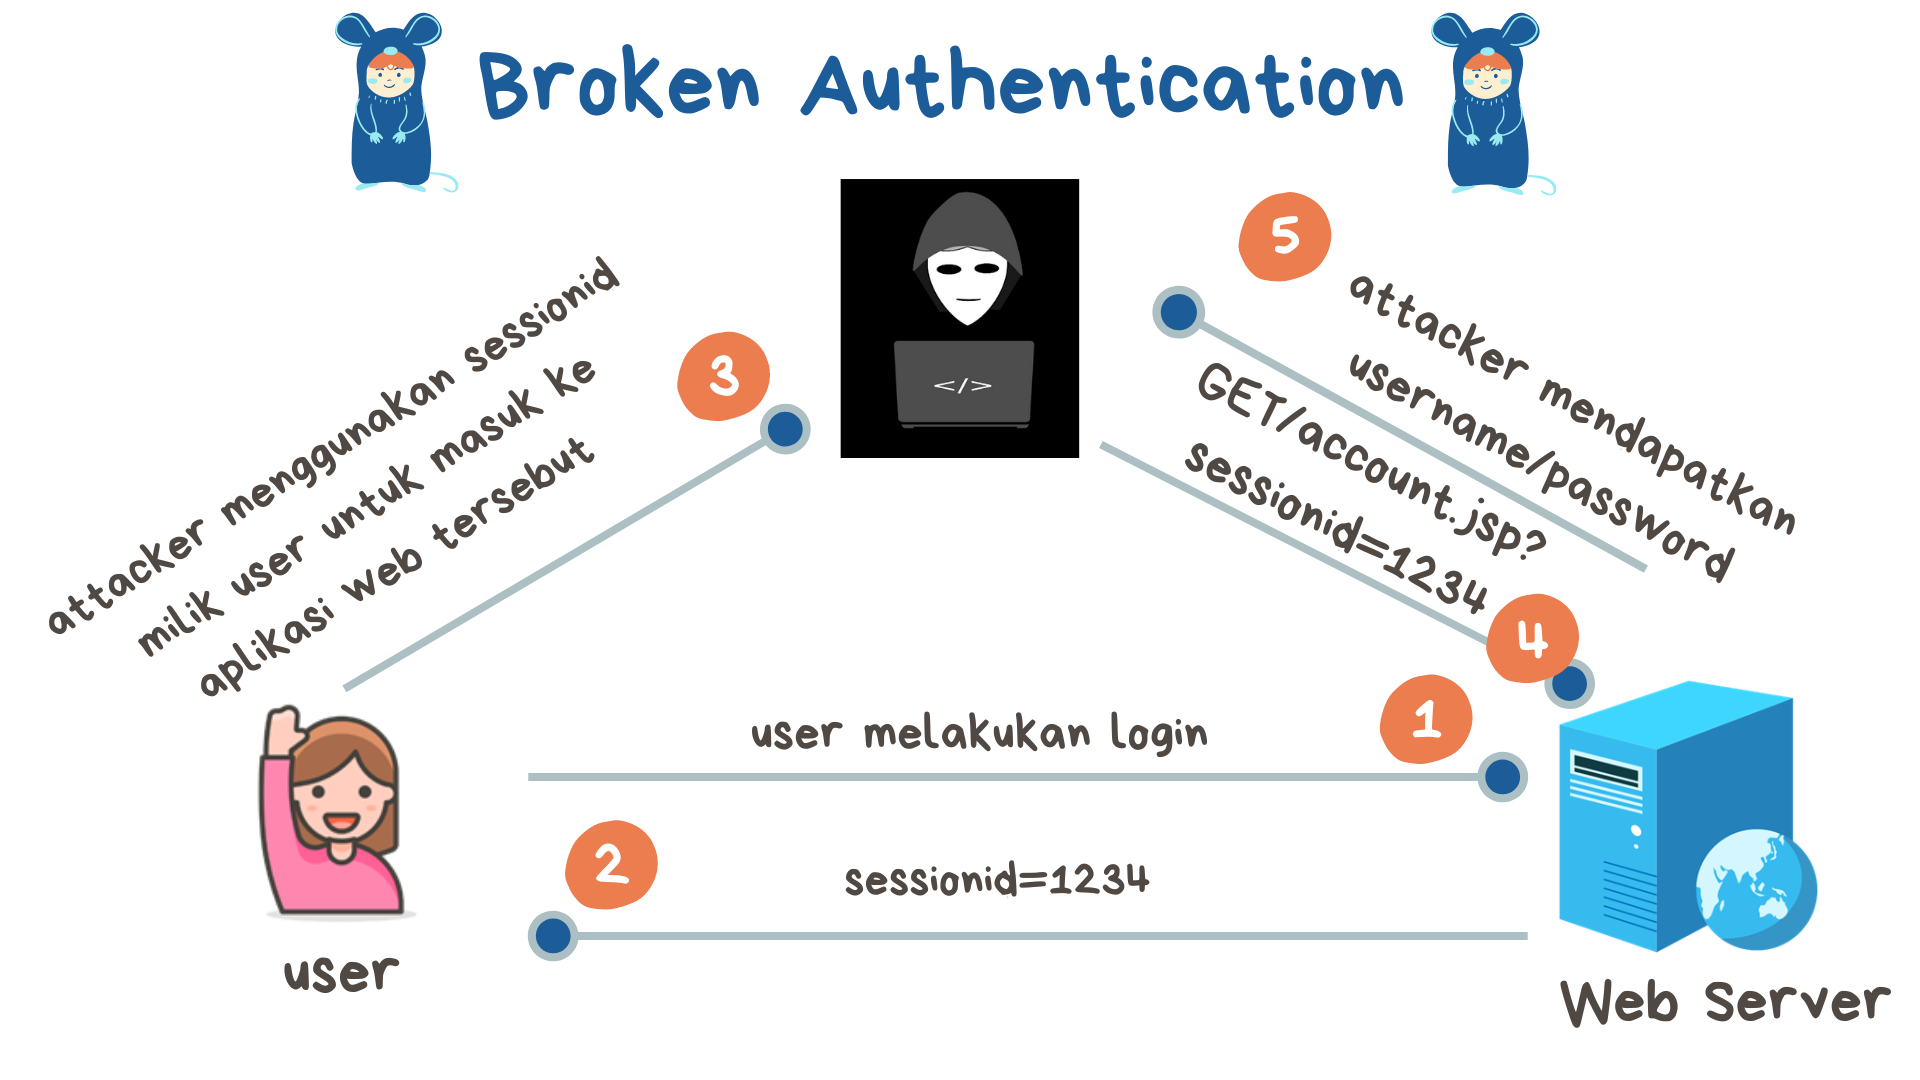 Broken Authentication
</>
5
attacker mendapatkan
username/password
attacker menggunakan sessionid
milik user untuk masuk ke
aplikasi web tersebut
3
GET/account.jsp?
sessionid=1234
4
user melakukan login
1
2
sessionid=1234
user
Web Server